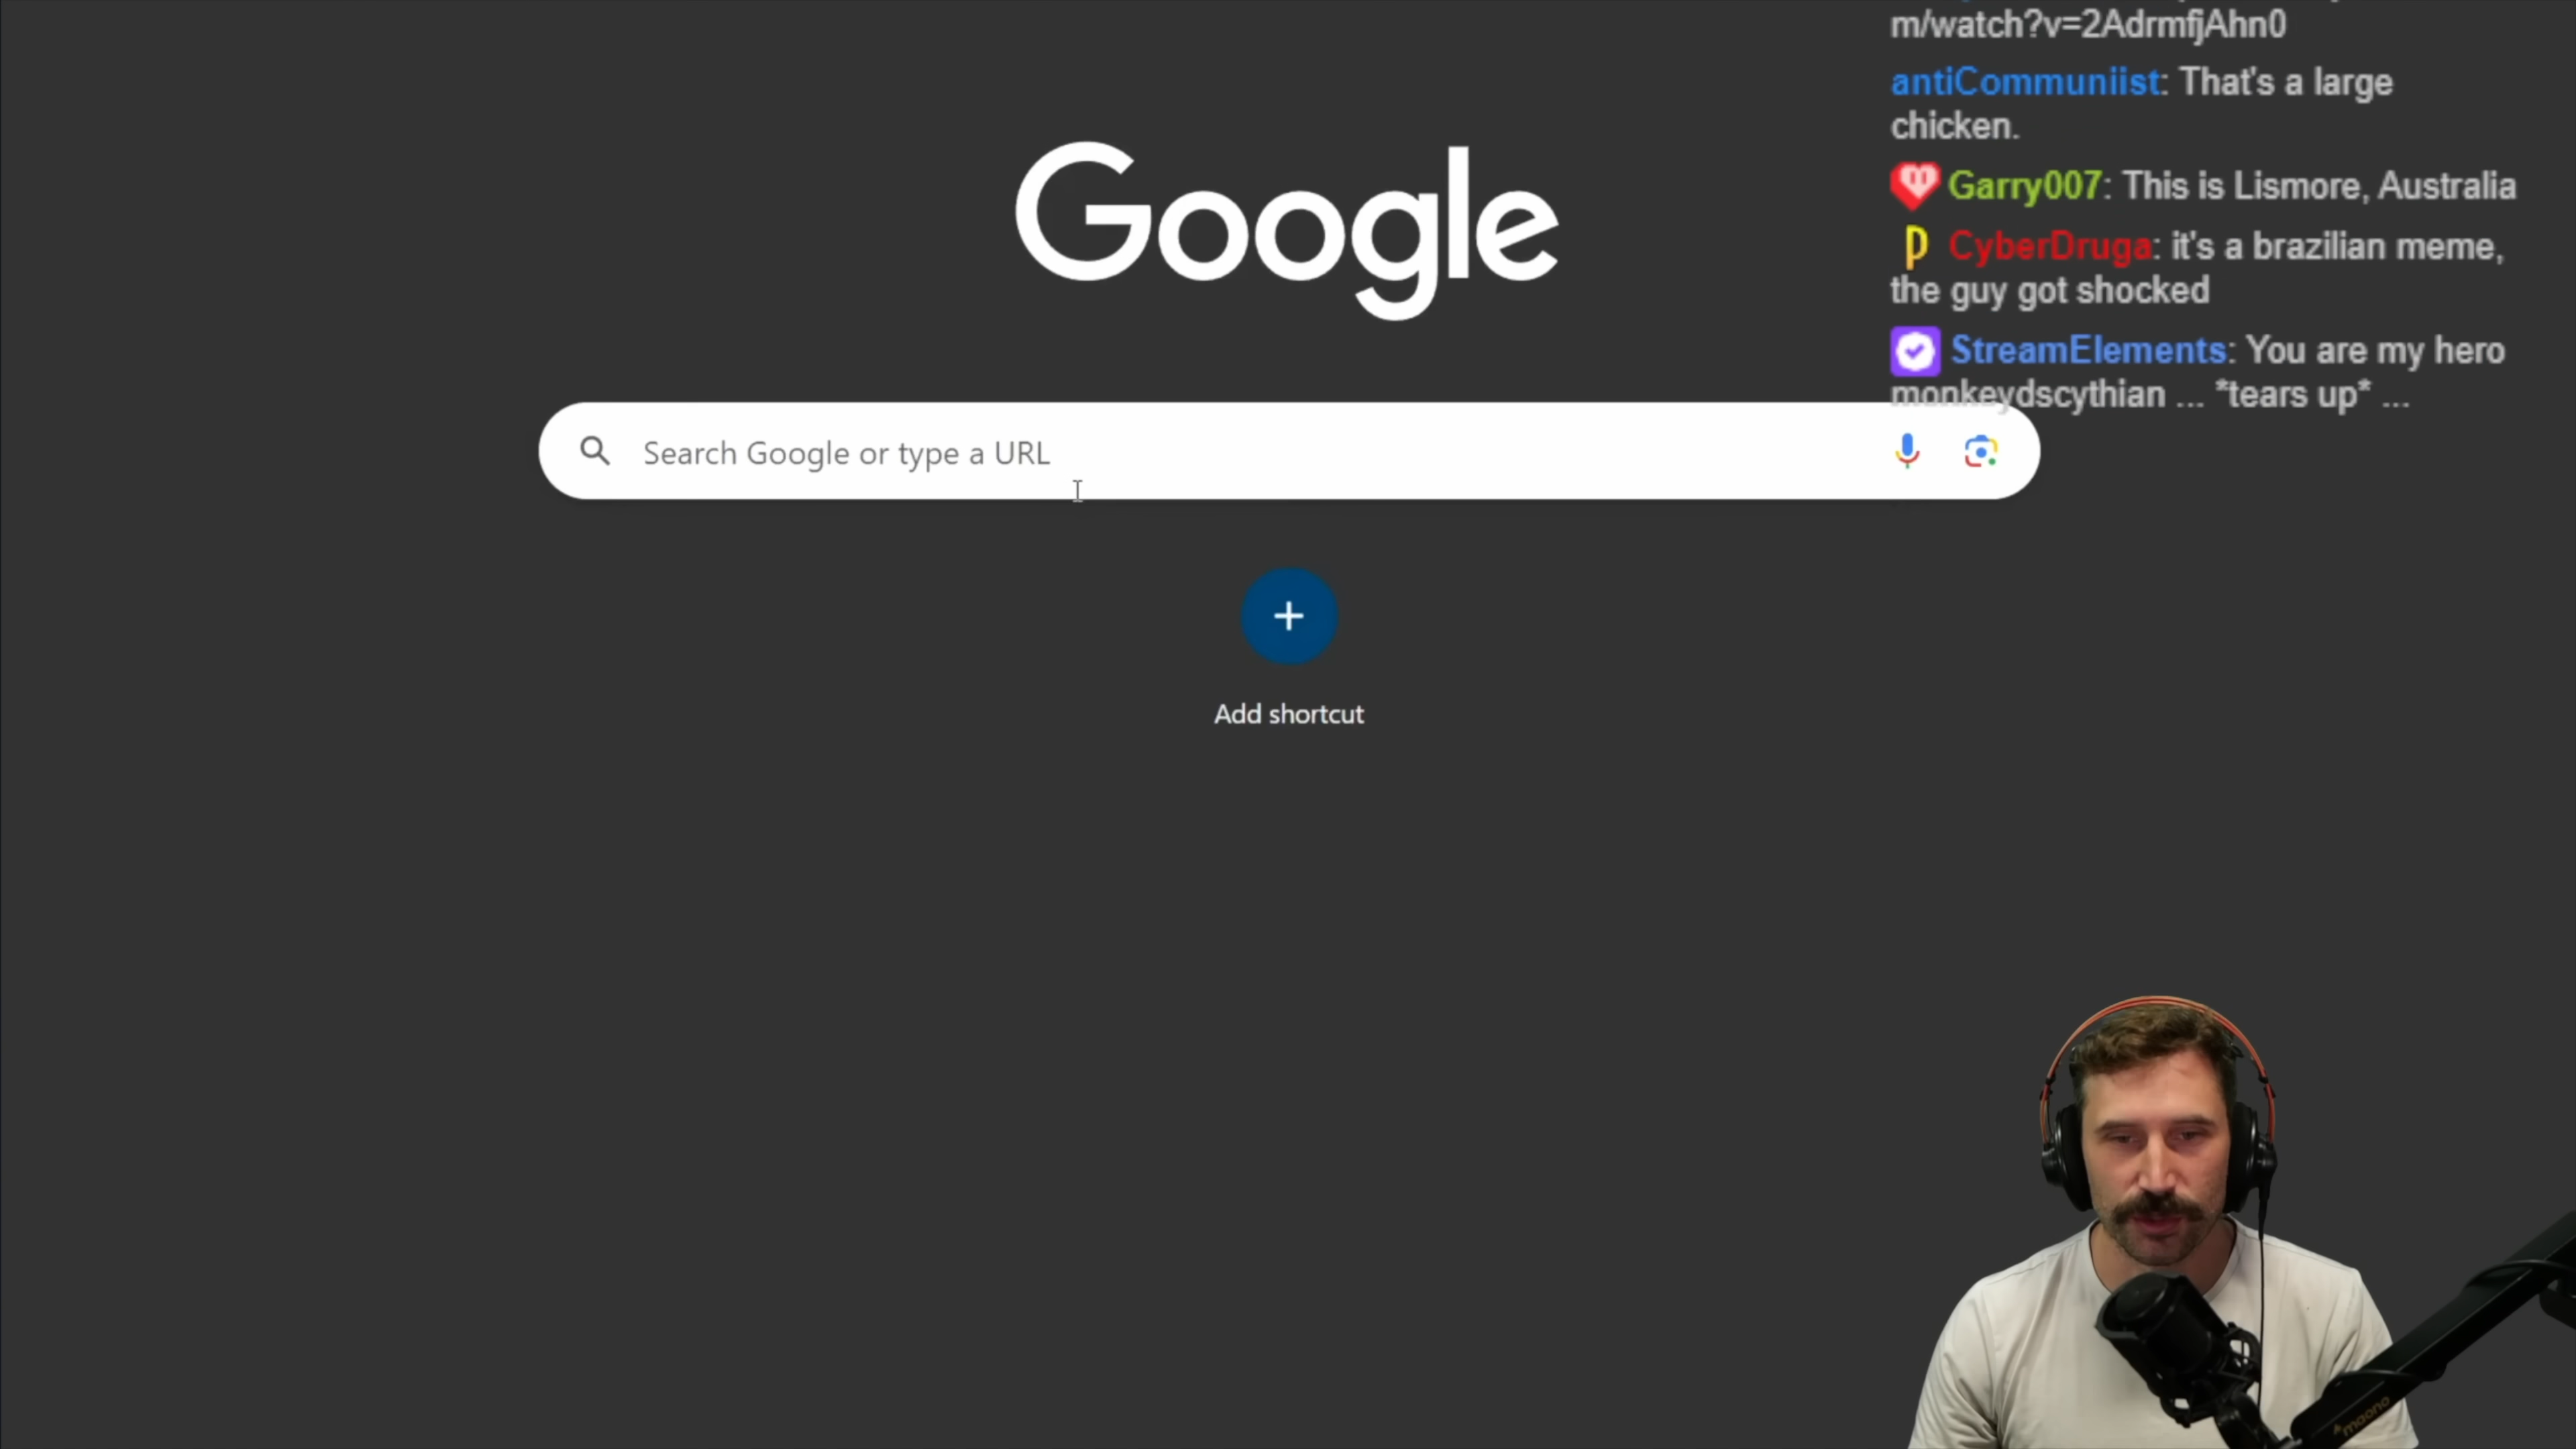 m/watch?v=2AdrmfjAhn0
antiCommuniist: That's a large
chicken.
Garry007: This is Lismore, Australia
CyberDruga: it's a brazilian meme,
the guy got shocked
StreamElements: You are my hero
monkeydscythian ... *tears up* ...
Google
Search Google or type a URL
Add shortcut
maono